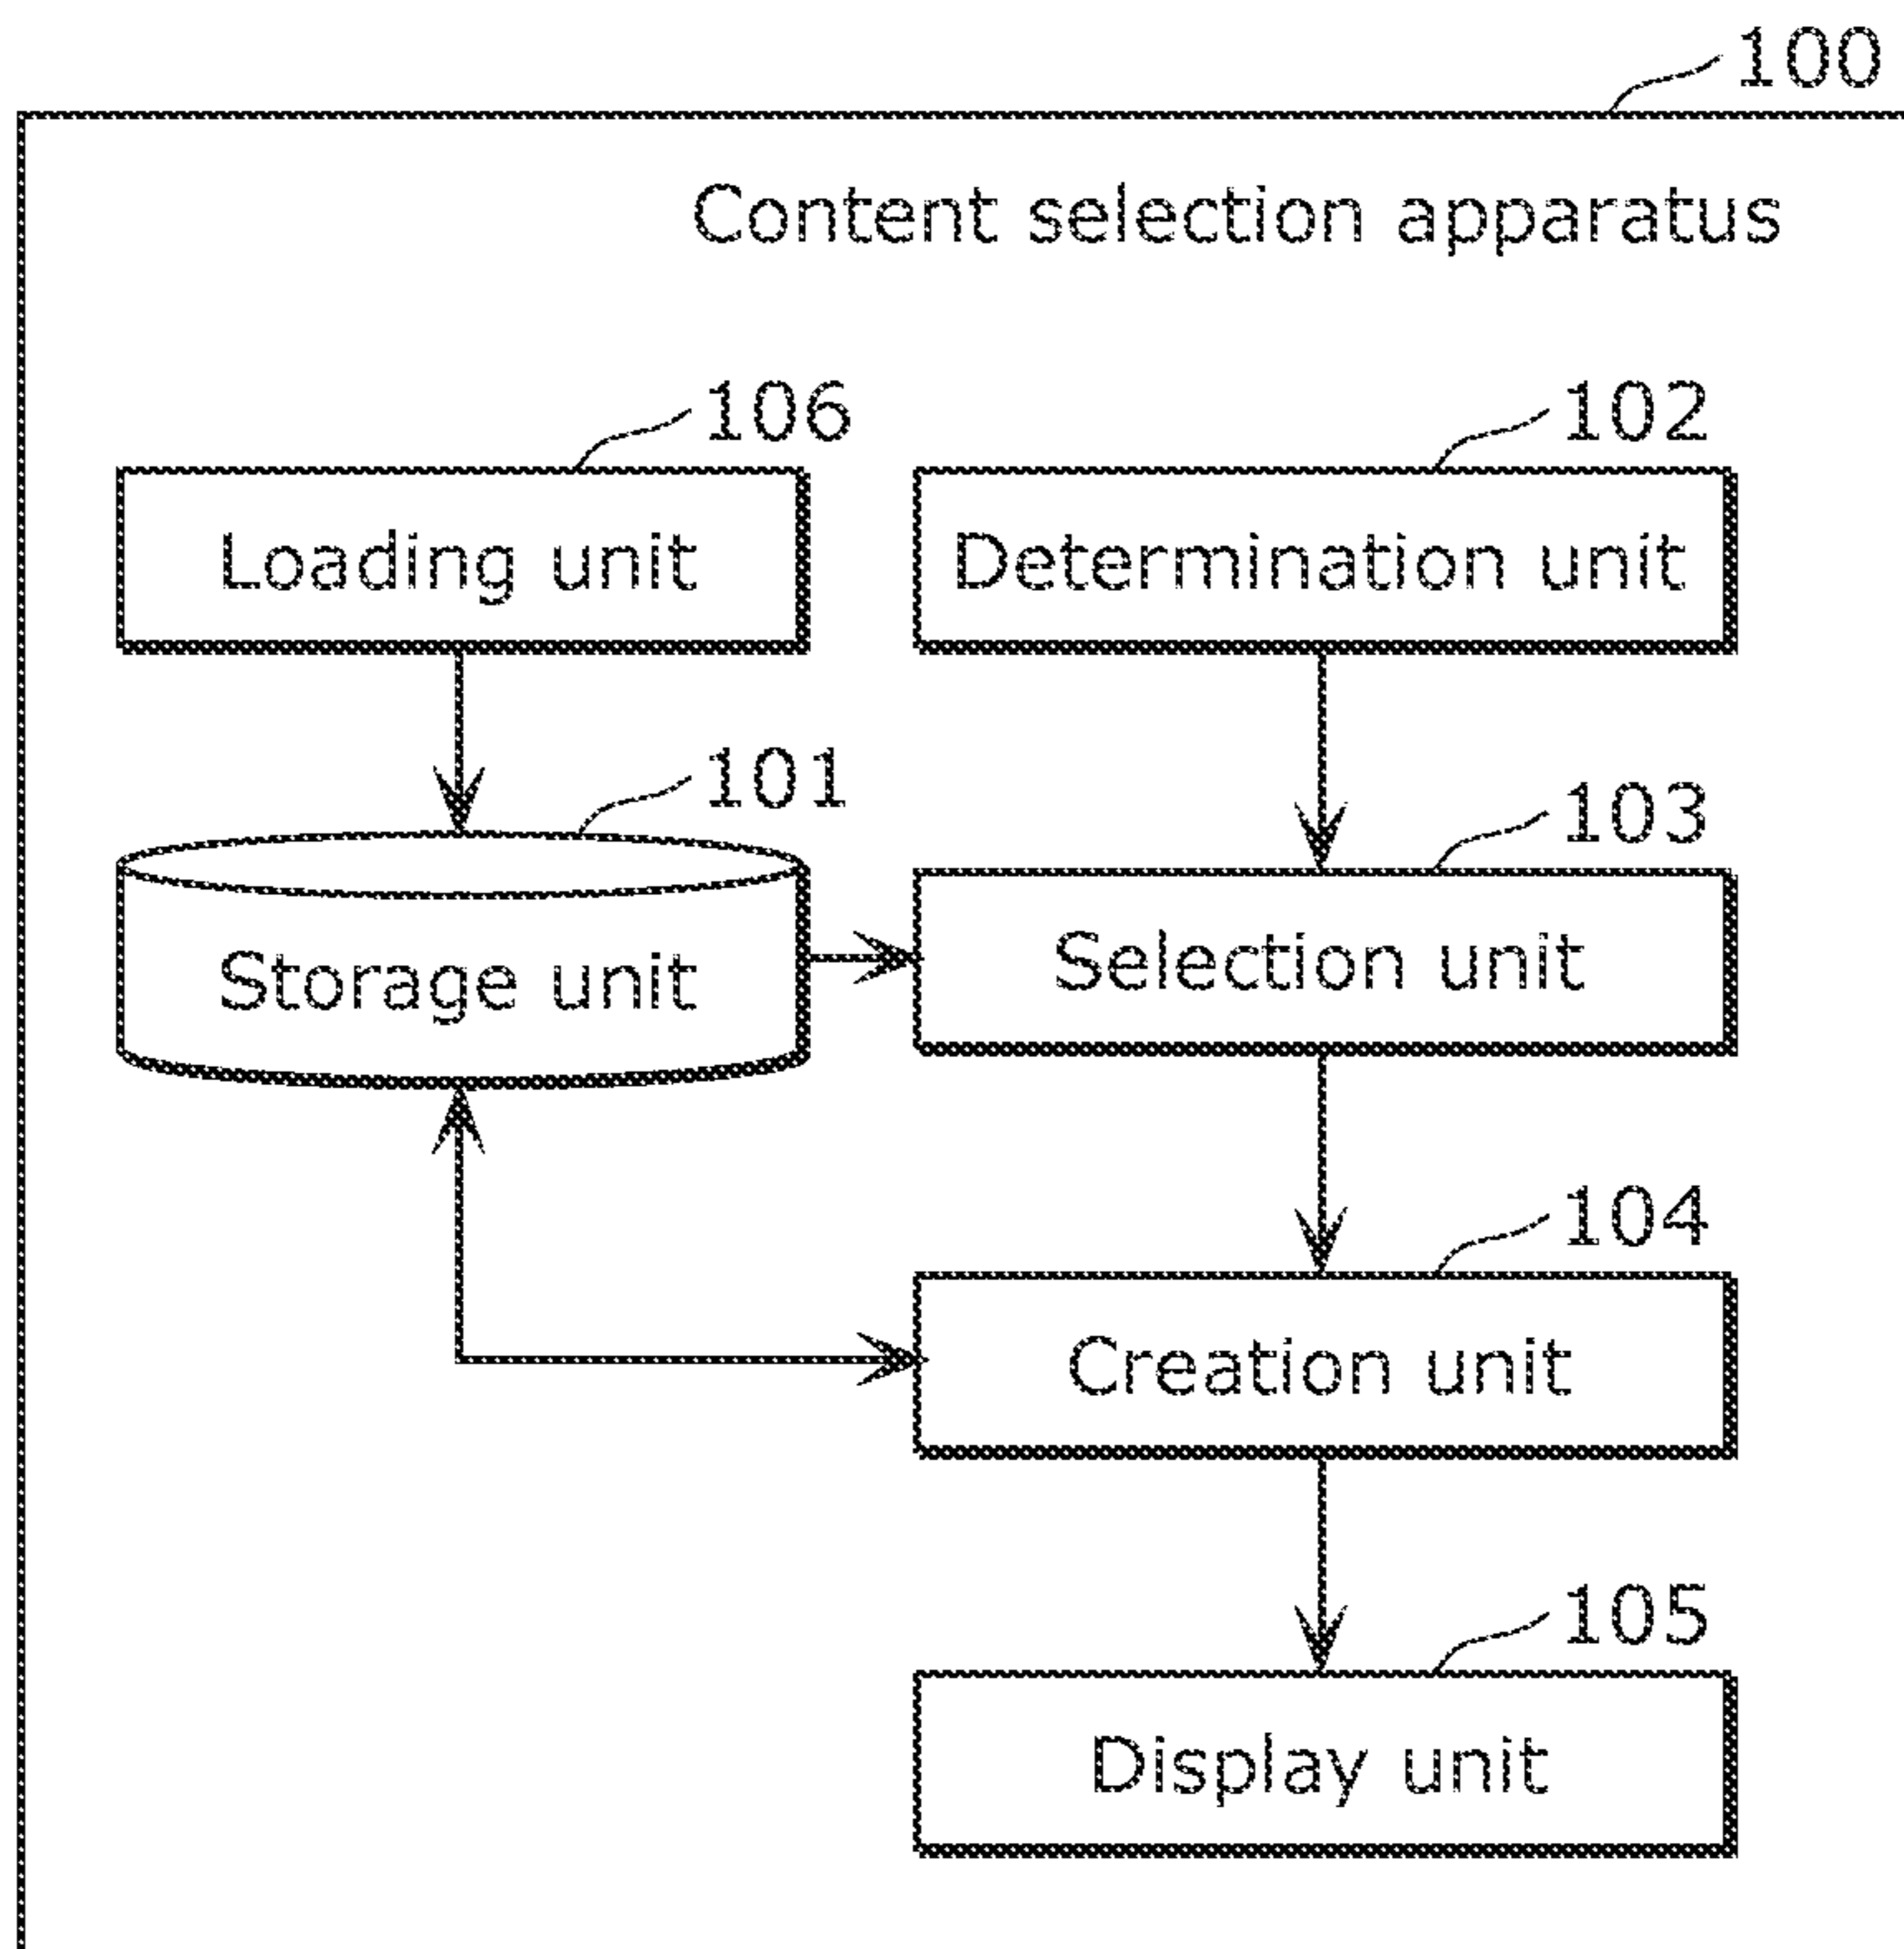 100
Content selection apparatus
106
102
Loading unit
Determination unit
101
103
Storage unit
Selection unit
104
Creation unit
105
Display unit